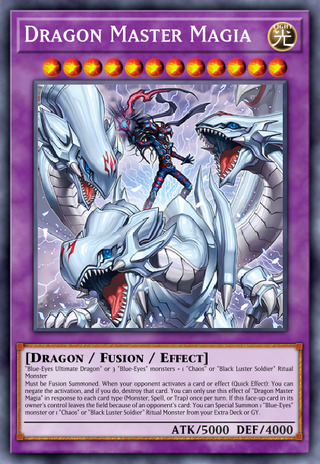 DRAGON MASTER MAGIA
LIGHT
光
[DRAGON / FUSION / EFFECT]
"Blue-Eyes Ultimate Dragon" or 3 "Blue-Eyes" monsters + 1 "Chaos" or "Black Luster Soldier" Ritual
Monster
Must be Fusion Summoned. When your opponent activates a card or effect (Quick Effect): You can
negate the activation, and if you do, destroy that card. You can only use this effect of "Dragon Master
Magia" in response to each card type (Monster, Spell, or Trap) once per turn. If this face-up card in its
owner's control leaves the field because of an opponent's card: You can Special Summon 1 "Blue-Eyes"
monster or 1 "Chaos" or "Black Luster Soldier" Ritual Monster from your Extra Deck or GY.
ATK/5000 DEF/4000